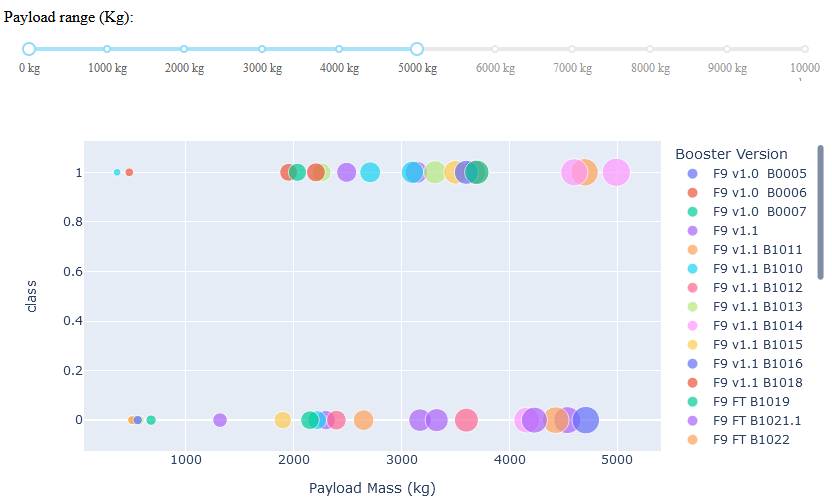 Payload range (Kg):
0 kg 1000 kg 2000 kg 3000 kg 4000 kg 5000 kg 6000 kg 7000 kg 8000 kg 9000 kg 10000
Booster Version
F9 v1.0 B0005
F9 v1.0 B0006
F9 v1.0 B0007
F9 v1.1
F9 v1.1 B1011
F9 v1.1 B1010
F9 v1.1 B1012
F9 v1.1 B1013
F9 v1.1 B1014
F9 v1.1 B1015
F9 v1.1 B1016
F9 v1.1 B1018
F9 FT B1019
F9 FT B1021.1
F9 FT B1022
1
0.8
0.6
0.4
0.2
0
class
1000 2000 3000 4000 5000
Payload Mass (kg)